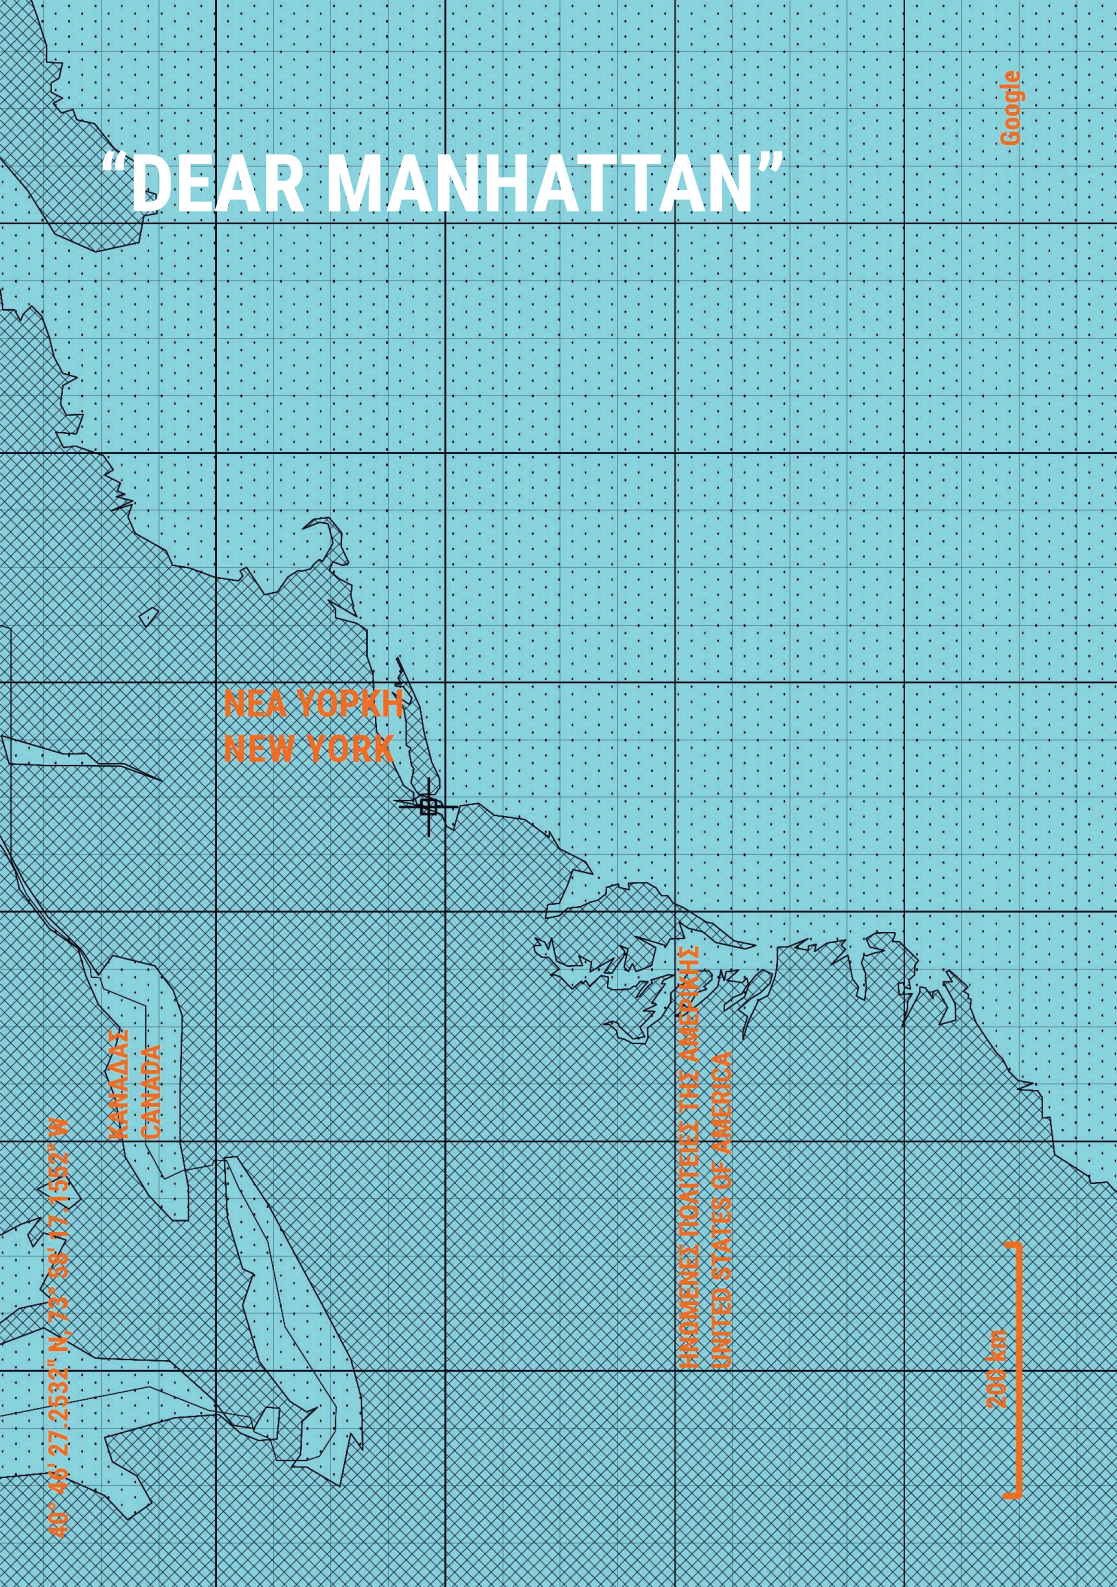 “DEAR MANHATTAN”
Google
ΝΕΑ ΥΟΡΚΗ
NEW YORK
ΚΑΝΑΔΑΣ
CANADA
ΗΝΩΜΕΝΕΣ ΠΟΛΙΤΕΙΕΣ ΤΗΣ ΑΜΕΡΙΚΗΣ
UNITED STATES OF AMERICA
40° 46' 27.2532" N, 73° 58' 17.1552" W
200 km